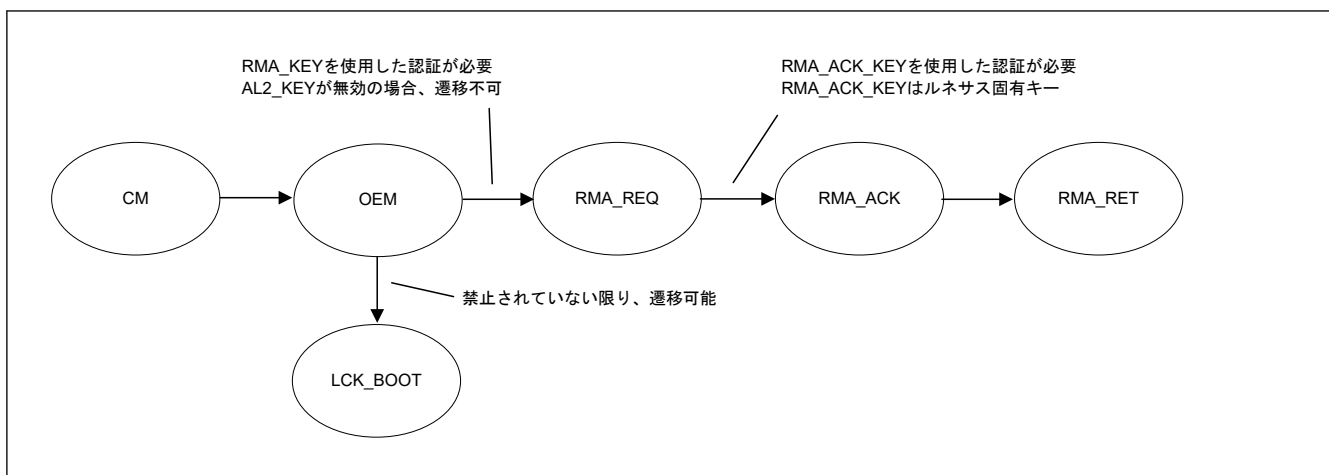 RMA_KEYを使用した認証が必要
AL2_KEYが無効の場合、遷移不可
RMA_ACK_KEYを使用した認証が必要
RMA_ACK_KEYはルネサス固有キー
CM
OEM
RMA_REQ
RMA_ACK
RMA_RET
禁止されていない限り、遷移可能
LCK_BOOT